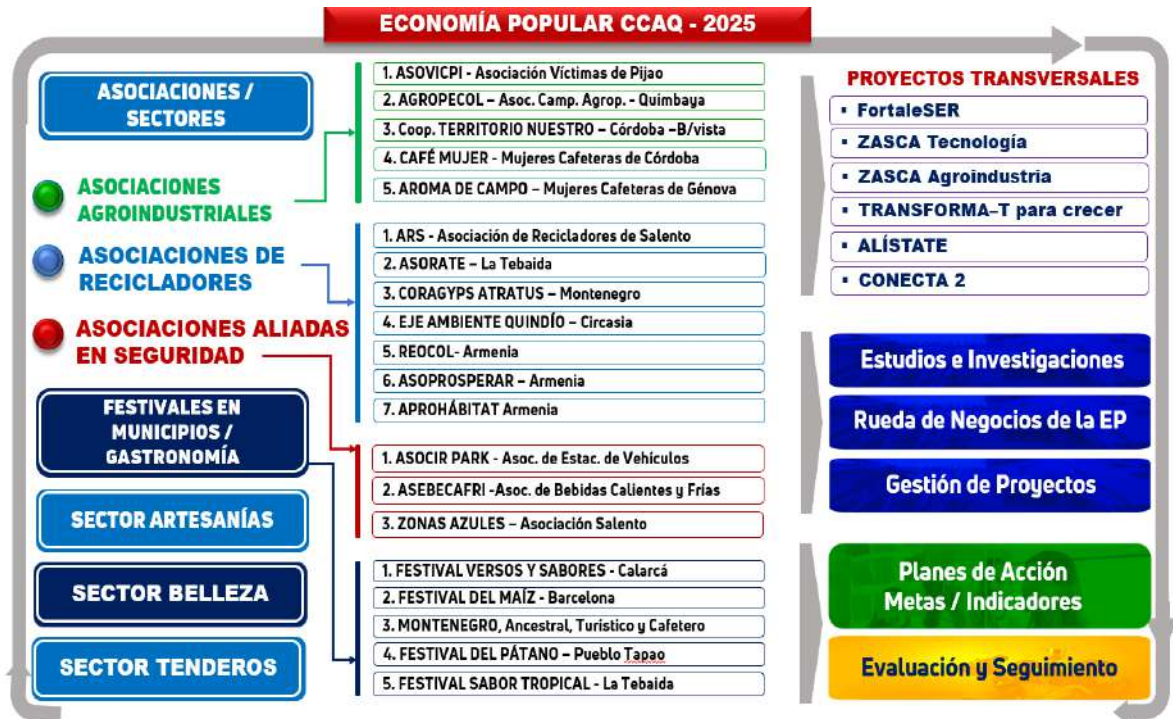 ECONOMÍA POPULAR CCAQ - 2025
ASOCIACIONES /
SECTORES
ASOCIACIONES
AGROINDUSTRIALES
ASOCIACIONES DE
RECICLADORES
ASOCIACIONES ALIADAS
EN SEGURIDAD
FESTIVALES EN
MUNICIPIOS /
GASTRONOMÍA
SECTOR ARTESANÍAS
SECTOR BELLEZA
SECTOR TENDEROS
1. ASOVICPI - Asociación Víctimas de Pijao
2. AGROPECOL – Asoc. Camp. Agrop. - Quimbaya
3. Coop. TERRITORIO NUESTRO – Córdoba –B/vista
4. CAFÉ MUJER - Mujeres Cafeteras de Córdoba
5. AROMA DE CAMPO – Mujeres Cafeteras de Génova
1. ARS - Asociación de Recicladores de Salento
2. ASORATE – La Tebaida
3. CORAGYPS ATRATUS – Montenegro
4. EJE AMBIENTE QUINDÍO – Circasia
5. REOCOL- Armenia
6. ASOPROSPERAR – Armenia
7. APROHÁBITAT Armenia
1. ASOCIR PARK - Asoc. de Estac. de Vehículos
2. ASEBECAFRI -Asoc. de Bebidas Calientes y Frías
3. ZONAS AZULES – Asociación Salento
1. FESTIVAL VERSOS Y SABORES - Calarcá
2. FESTIVAL DEL MAÍZ - Barcelona
3. MONTENEGRO, Ancestral, Turístico y Cafetero
4. FESTIVAL DEL PÁTANO – Pueblo Tapao
5. FESTIVAL SABOR TROPICAL - La Tebaida
PROYECTOS TRANSVERSALES
▪ FortaleSER
▪ ZASCA Tecnología
▪ ZASCA Agroindustria
▪ TRANSFORMA–T para crecer
▪ ALÍSTATE
▪ CONECTA 2
Estudios e Investigaciones
Rueda de Negocios de la EP
Gestión de Proyectos
Planes de Acción
Metas / Indicadores
Evaluación y Seguimiento